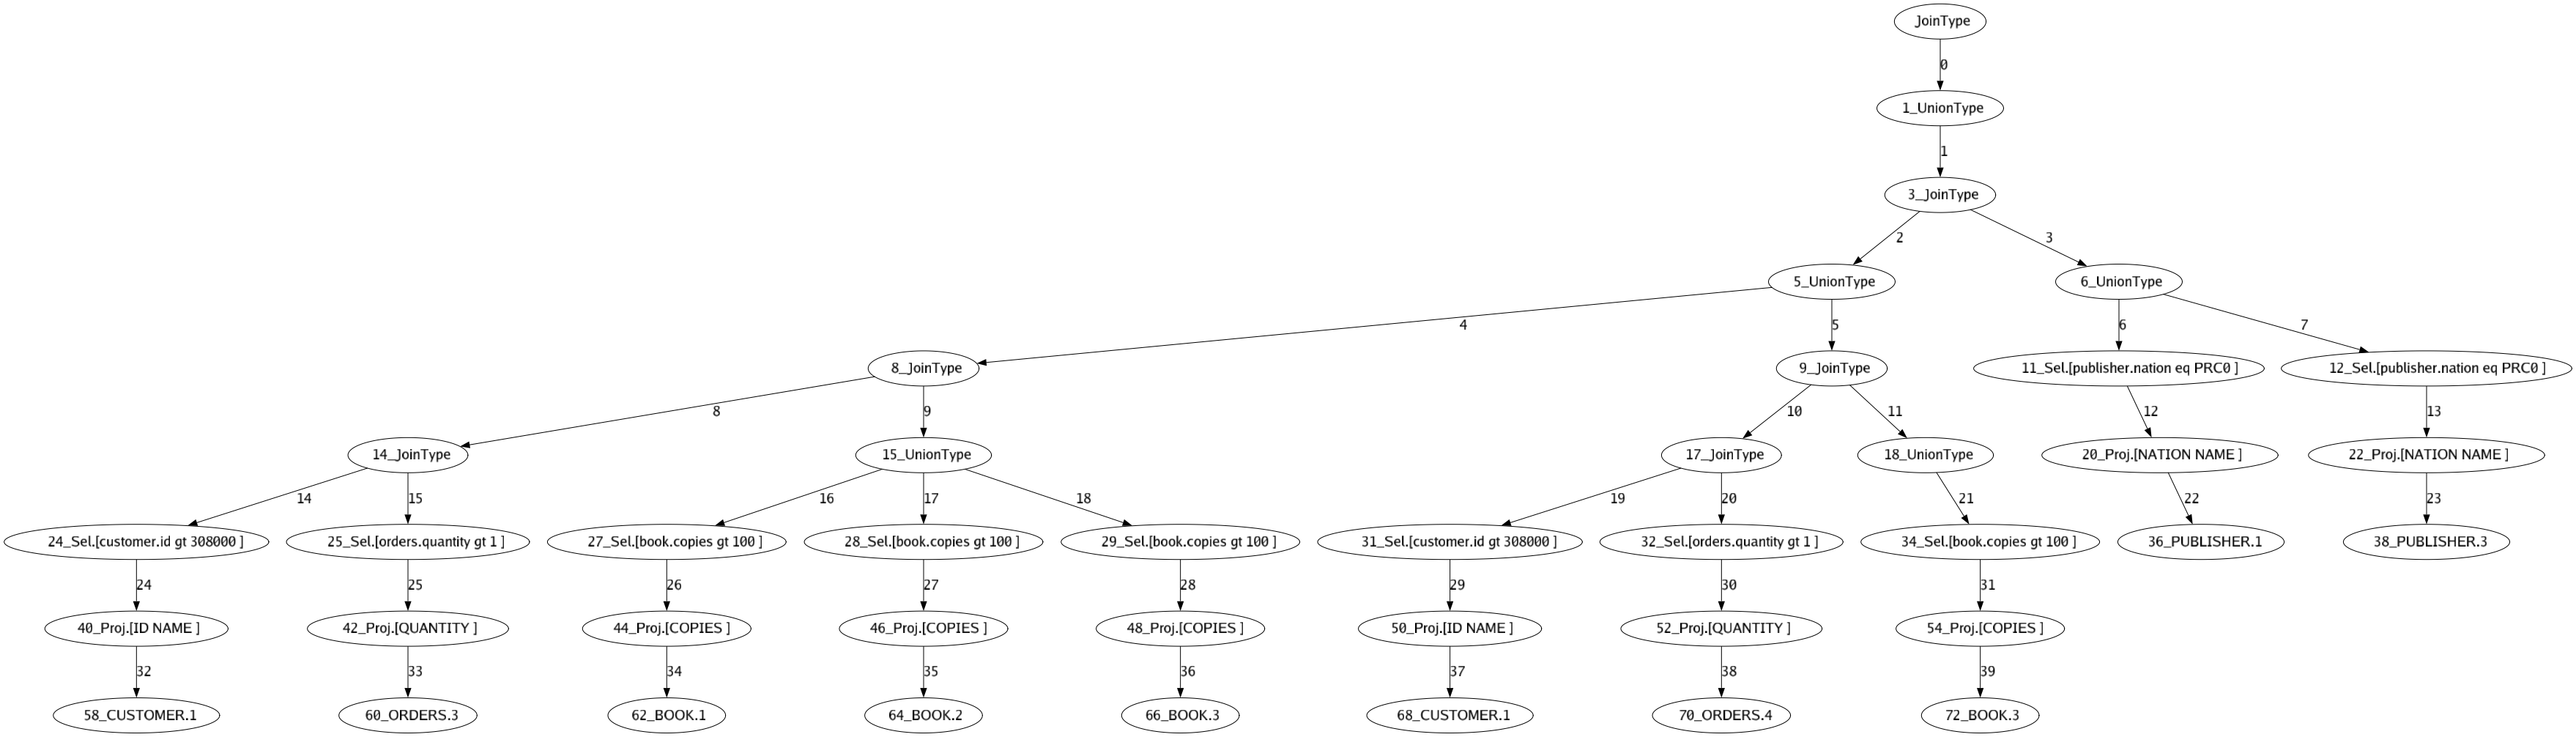 JoinType
0
1_UnionType
1
3_JoinType
2 3
5_UnionType 6_UnionType
4 5 6 7
8_JoinType 9_JoinType 11_Sel.[publisher.nation eq PRC0 ] 12_Sel.[publisher.nation eq PRC0 ]
8 9 10 11 12 13
14_JoinType 15_UnionType 17_JoinType 18_UnionType 20_Proj.[NATION NAME ] 22_Proj.[NATION NAME ]
14 15 16 17 18 19 20 21 22 23
24_Sel.[customer.id gt 308000 ] 25_Sel.[orders.quantity gt 1 ] 27_Sel.[book.copies gt 100 ] 28_Sel.[book.copies gt 100 ] 29_Sel.[book.copies gt 100 ] 31_Sel.[customer.id gt 308000 ] 32_Sel.[orders.quantity gt 1 ] 34_Sel.[book.copies gt 100 ] 36_PUBLISHER.1 38_PUBLISHER.3
24 25 26 27 28 29 30 31
40_Proj.[ID NAME ] 42_Proj.[QUANTITY ] 44_Proj.[COPIES ] 46_Proj.[COPIES ] 48_Proj.[COPIES ] 50_Proj.[ID NAME ] 52_Proj.[QUANTITY ] 54_Proj.[COPIES ]
32 33 34 35 36 37 38 39
58_CUSTOMER.1 60_ORDERS.3 62_BOOK.1 64_BOOK.2 66_BOOK.3 68_CUSTOMER.1 70_ORDERS.4 72_BOOK.3